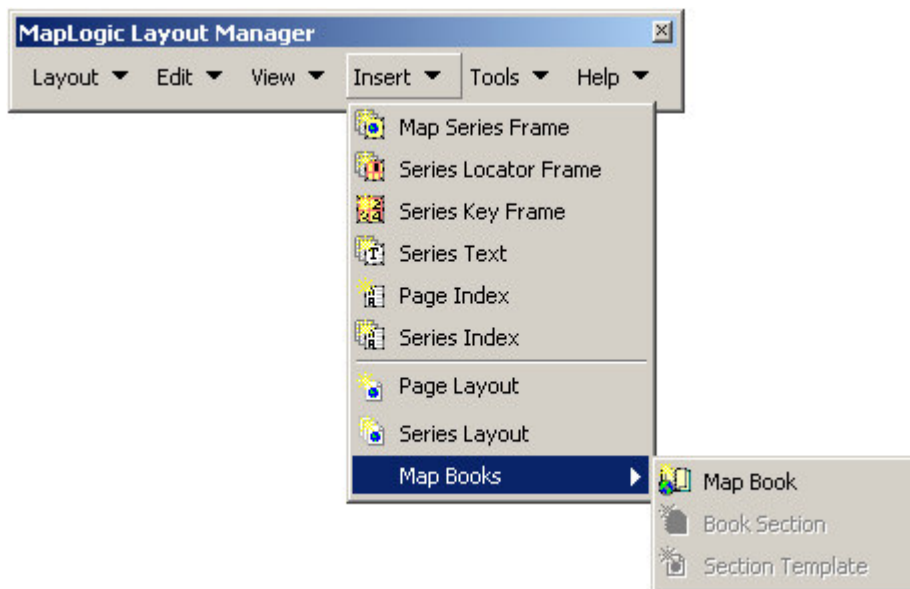 MapLogic Layout Manager
Layout Edit View Insert Tools Help
Map Series Frame
Series Locator Frame
Series Key Frame
Series Text
Page Index
Series Index
Page Layout
Series Layout
Map Books
Map Book
Book Section
Section Template